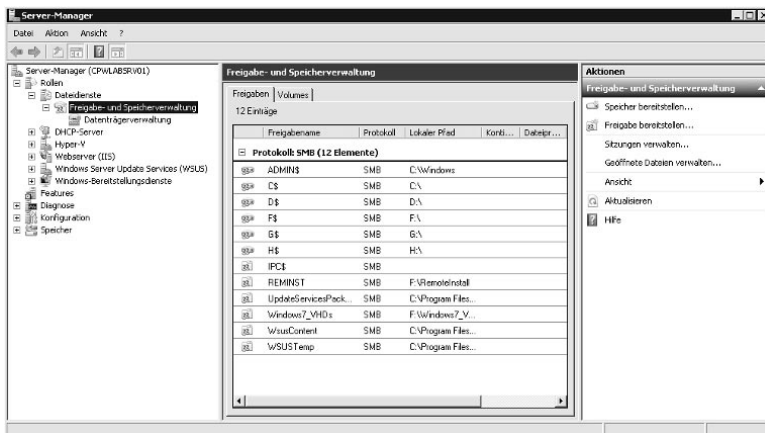 Server-Manager
Datei Aktion Ansicht ?
Server-Manager (CPWLABSRV01)
Rollen
Dateidienste
Freigabe- und Speicherverwaltung
Datenträgerverwaltung
DHCP-Server
Hyper-V
Webserver (IIS)
Windows Server Update Services (WSUS)
Windows-Bereitstellungsdienste
Features
Diagnose
Konfiguration
Speicher
Freigabe- und Speicherverwaltung
Freigaben Volumes
12 Einträge
Freigabename Protokoll Lokaler Pfad Konti... Dateipr...
Protokoll: SMB (12 Elemente)
ADMIN$ SMB C:\Windows
C$ SMB C:\
D$ SMB D:\
F$ SMB F:\
G$ SMB G:\
H$ SMB H:\
IPC$ SMB
REMINST SMB F:\RemoteInstall
UpdateServicesPack... SMB C:\Program Files...
Windows7_VHDs SMB F:\Windows7_V...
WsusContent SMB C:\Program Files...
WSUSTemp SMB C:\Program Files...
Aktionen
Freigabe- und Speicherverwaltung
Speicher bereitstellen...
Freigabe bereitstellen...
Sitzungen verwalten...
Geöffnete Dateien verwalten...
Ansicht
Aktualisieren
Hilfe